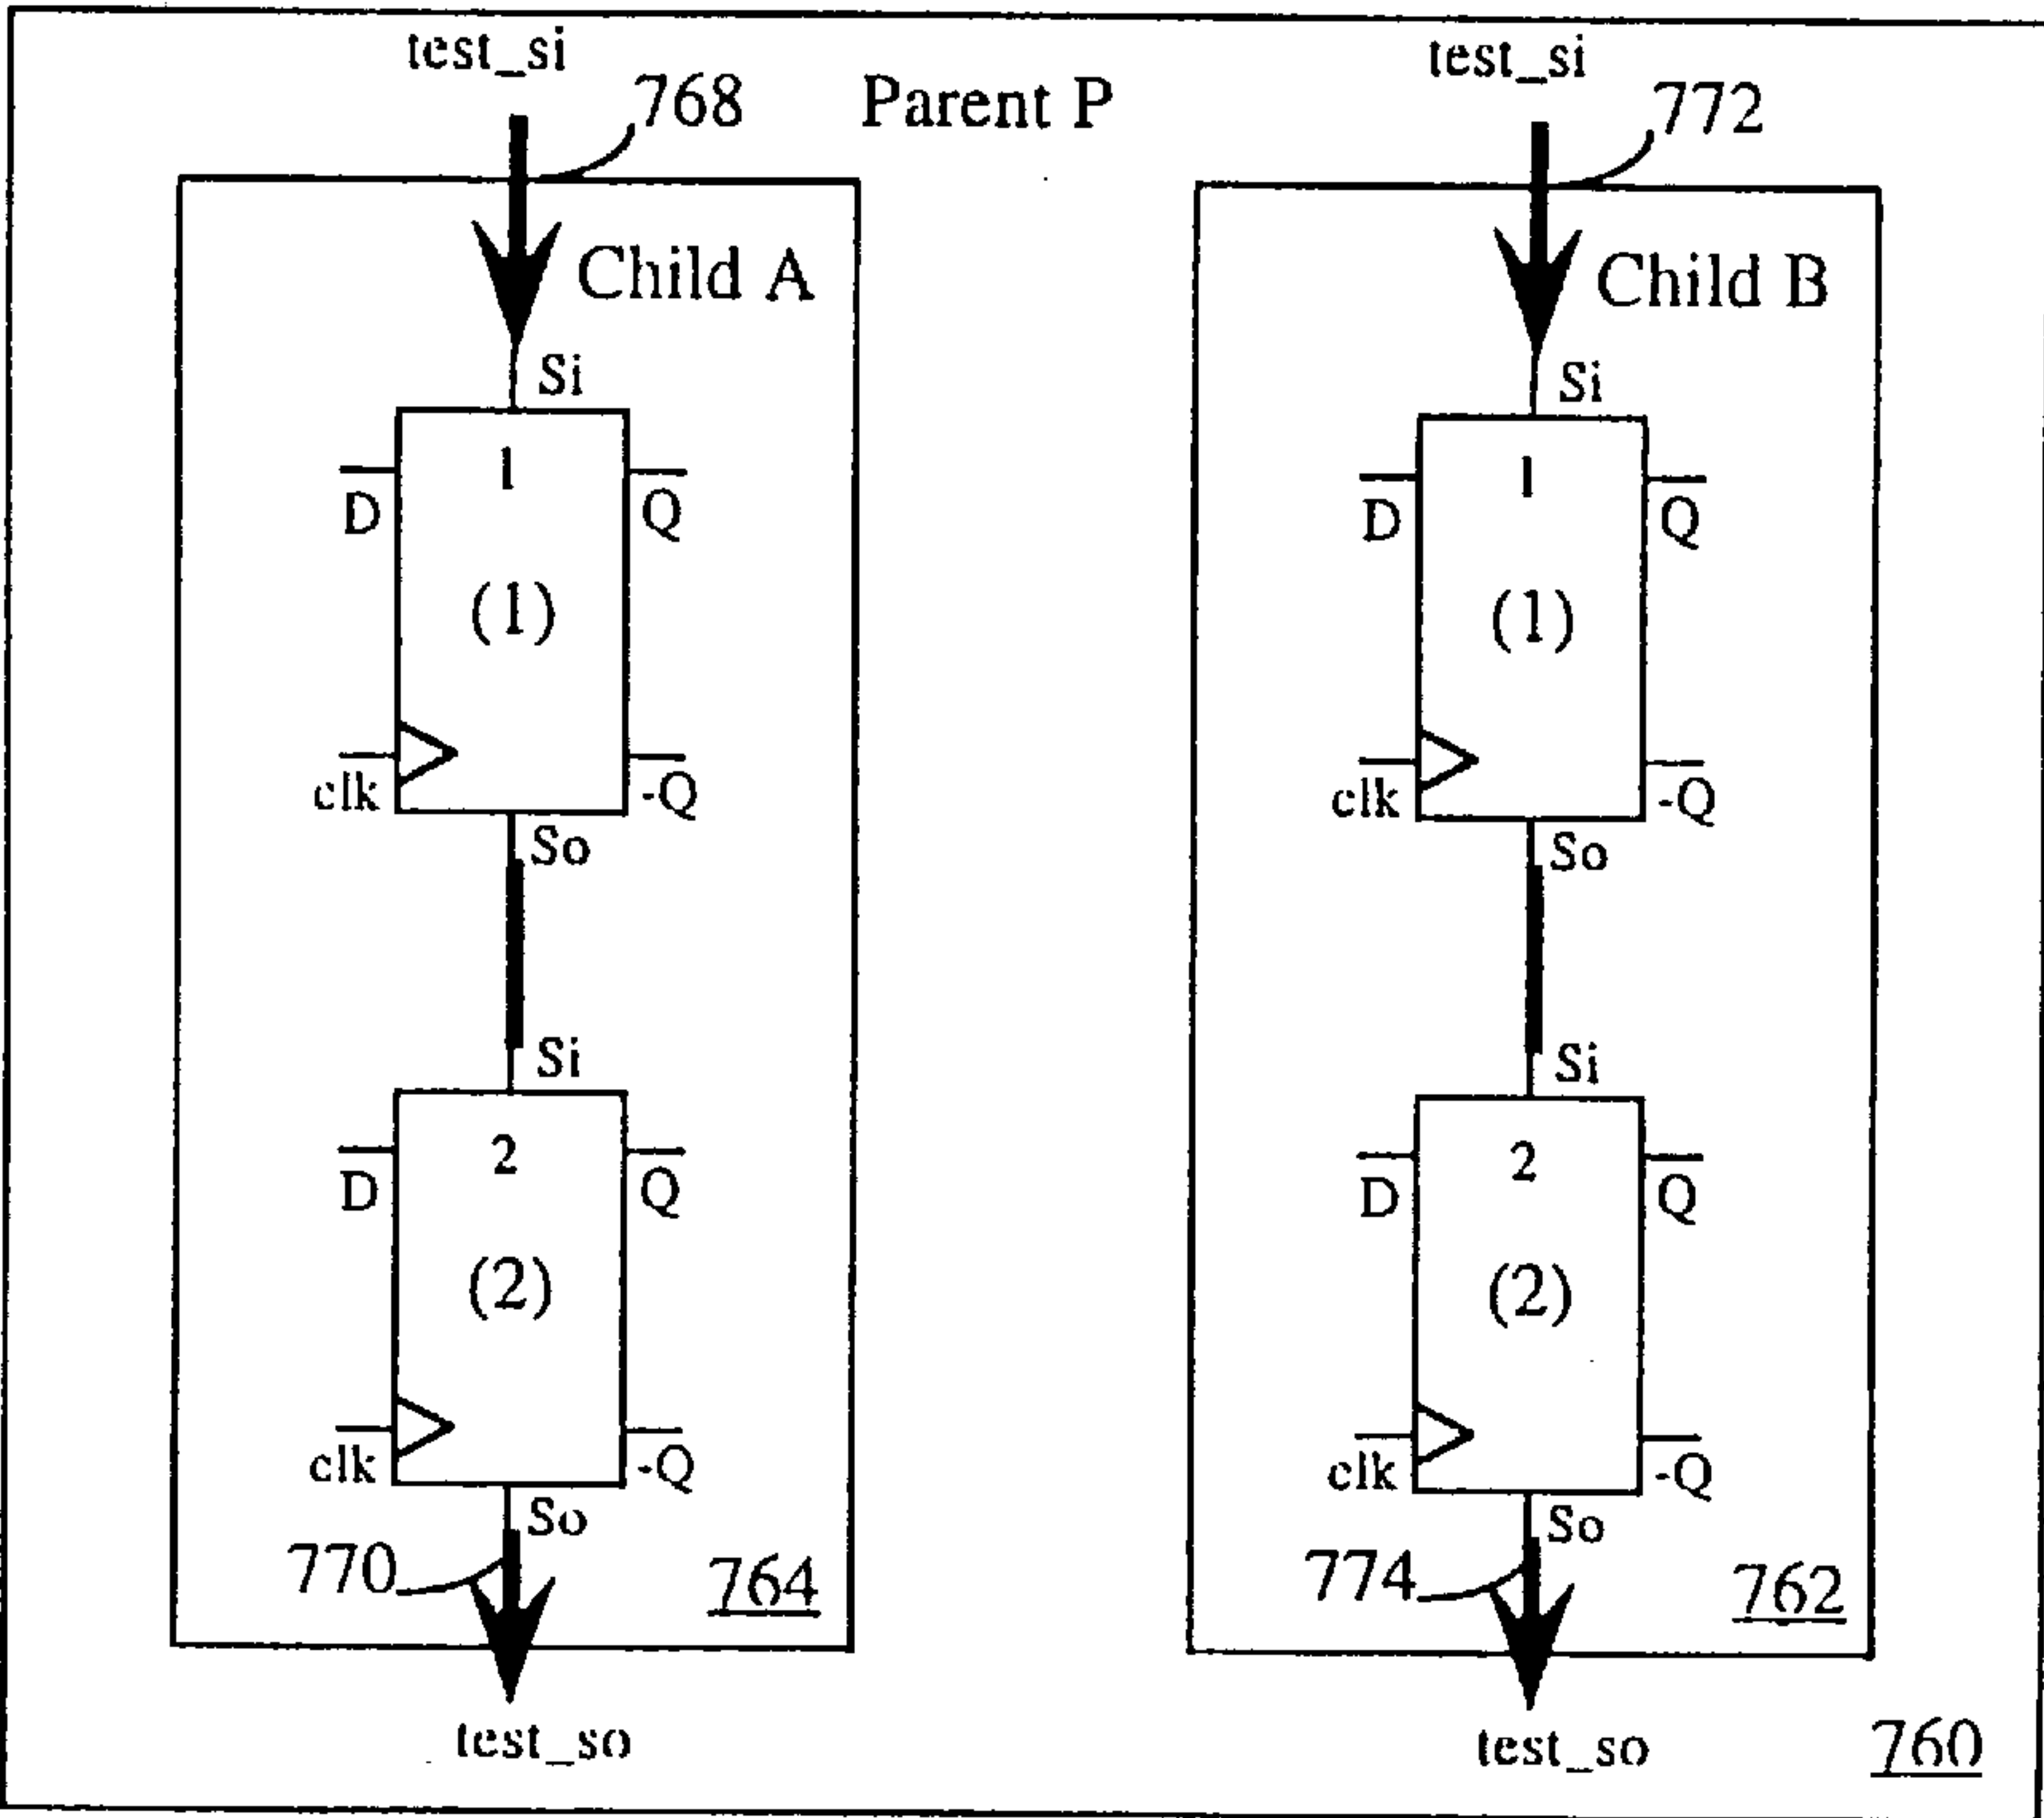 test_si
768
Parent P
test_si
772
Child A
Si
1
D
Q
(1)
clk
-Q
So
Si
2
D
Q
(2)
clk
-Q
So
770
764
test_so
Child B
Si
1
D
Q
(1)
clk
-Q
So
Si
2
D
Q
(2)
clk
-Q
So
774
762
test_so
760